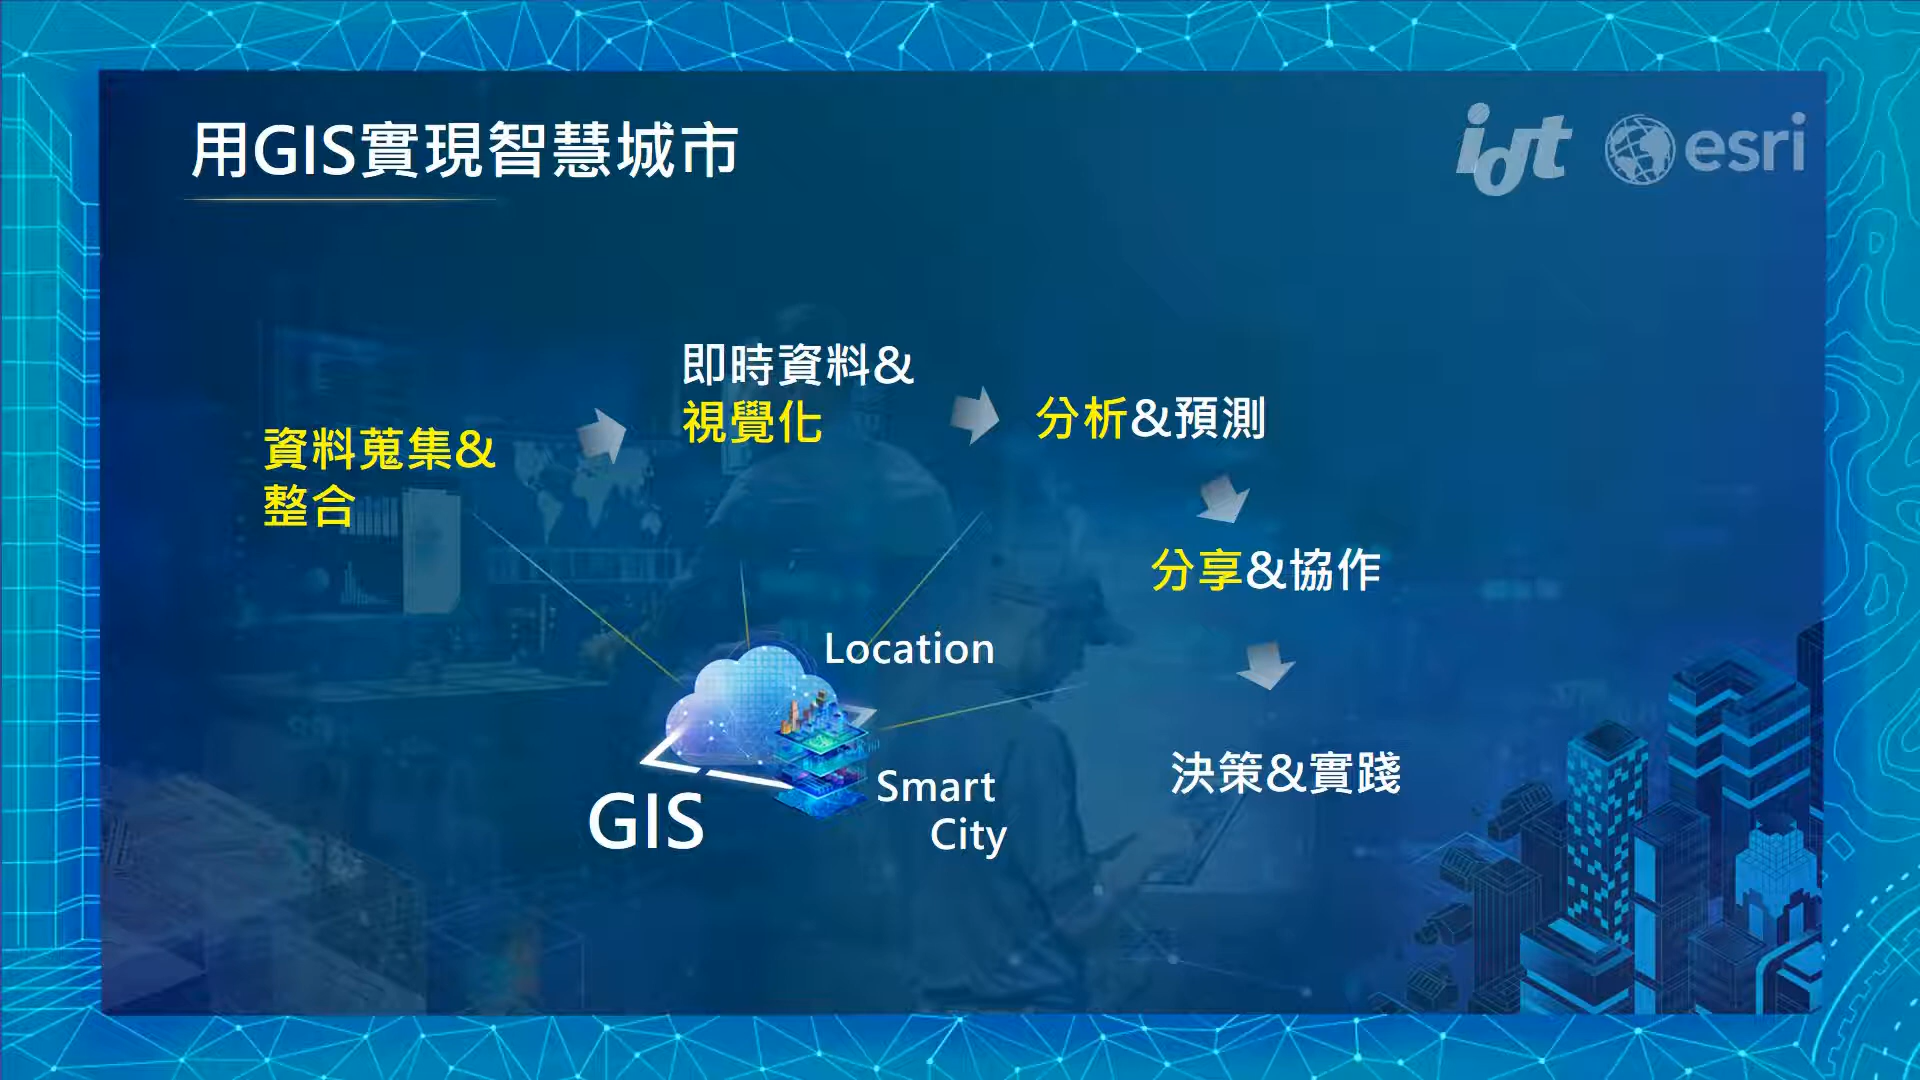 用GIS實現智慧城市
idt
esri
資料蒐集&
整合
即時資料&
視覺化
分析&預測
分享&協作
決策&實踐
Location
Smart
City
GIS